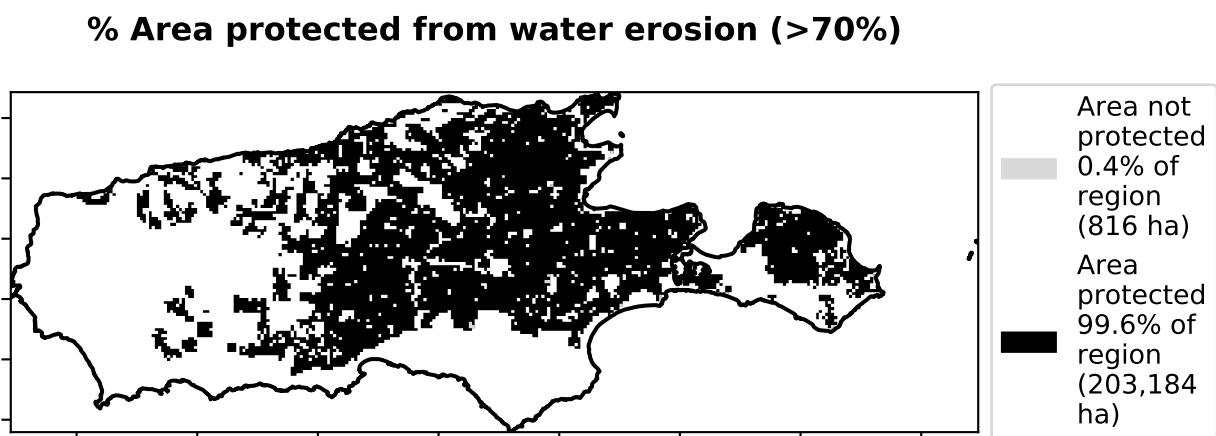 % Area protected from water erosion (>70%)
Area not
protected
0.4% of
region
(816 ha)
Area
protected
99.6% of
region
(203,184
ha)